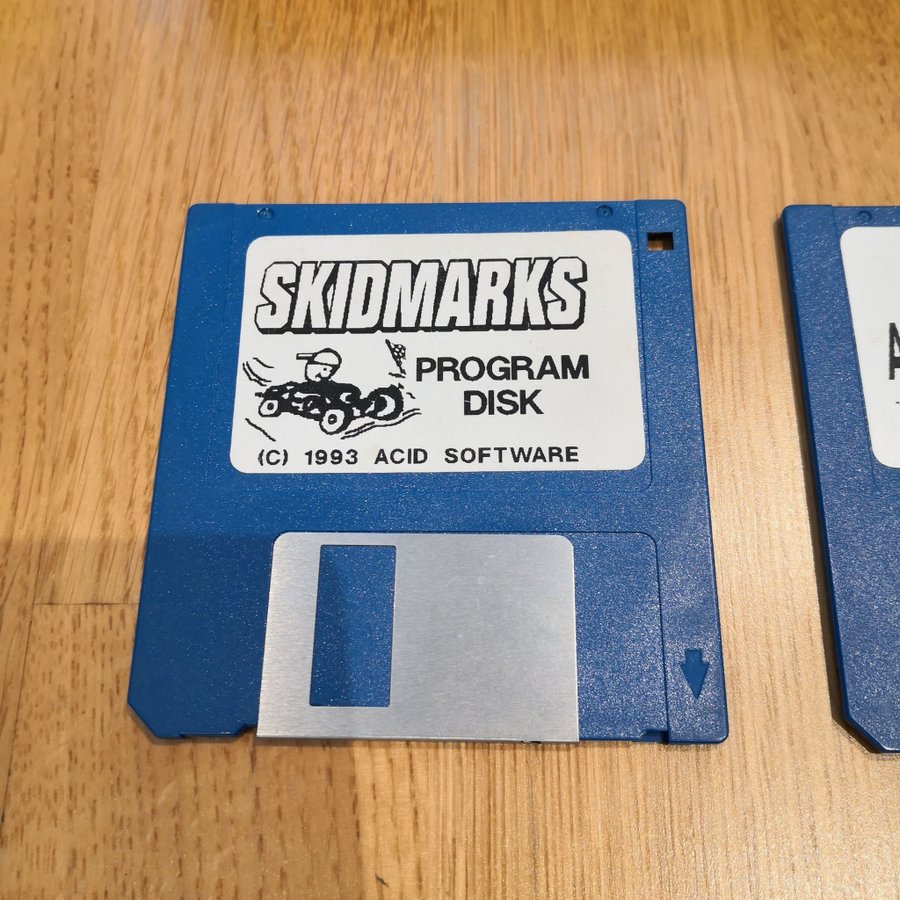 SKIDMARKS
PROGRAM
DISK
(C) 1993 ACID SOFTWARE